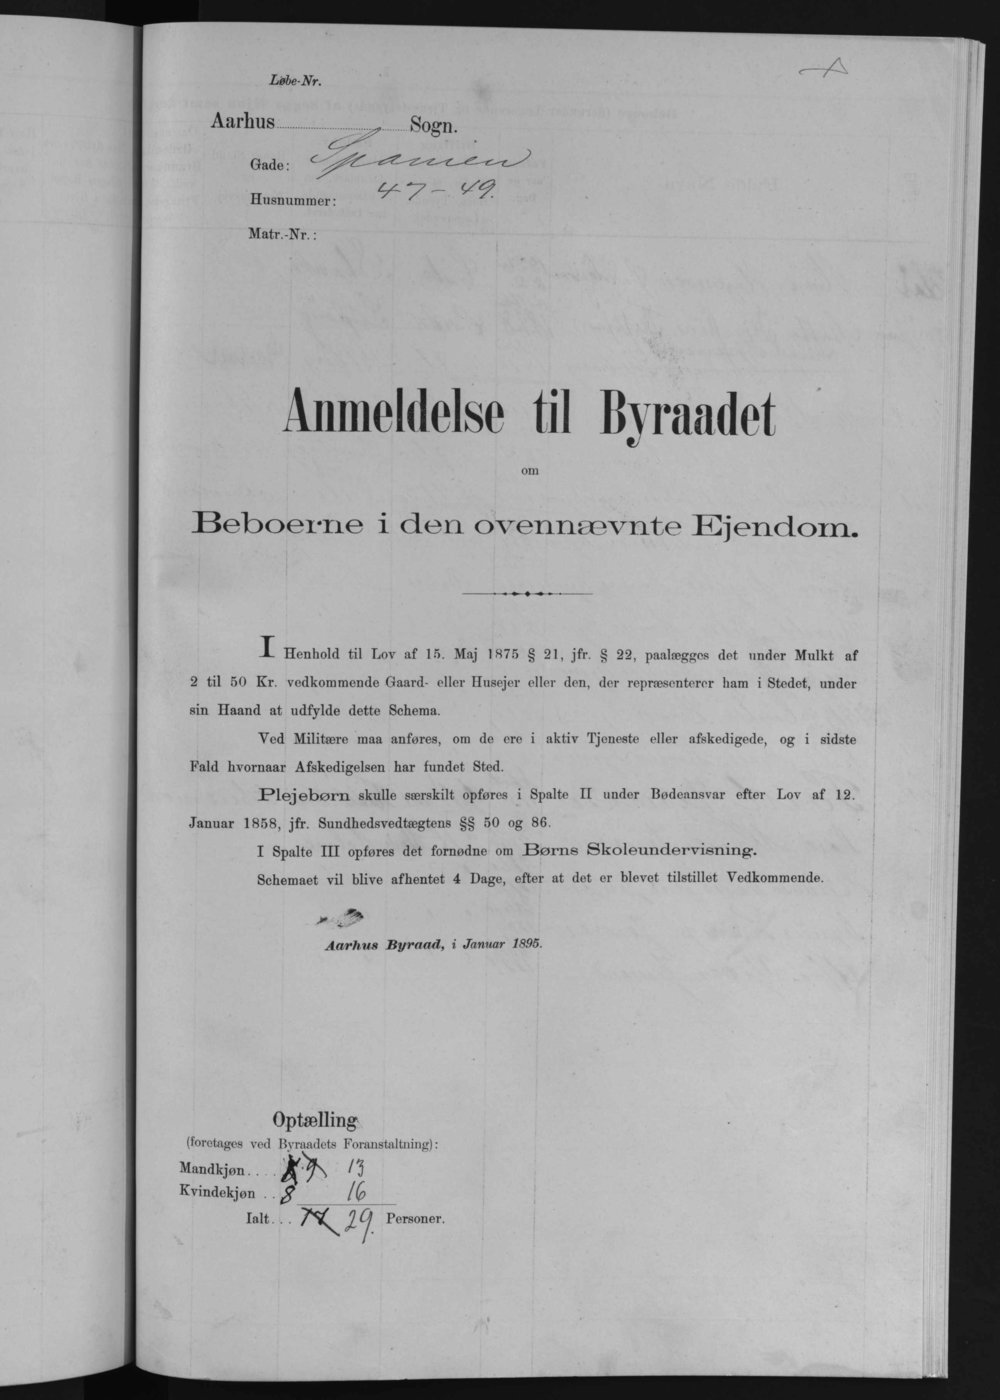 Løbe-Nr.
Aarhus Sogn.
Gade: Spanien
Husnummer: 47-49.
Matr.-Nr.:
Anmeldelse til Byraadet
om
Beboerne i den ovennævnte Ejendom.
I Henhold til Lov af 15. Maj 1875 § 21, jfr. § 22, paalægges det under Mulkt af
2 til 50 Kr. vedkommende Gaard- eller Husejer eller den, der repræsenterer ham i Stedet, under
sin Haand at udfylde dette Schema.
Ved Militære maa anføres, om de ere i aktiv Tjeneste eller afskedigede, og i sidste
Fald hvornaar Afskedigelsen har fundet Sted.
Plejebørn skulle særskilt opføres i Spalte II under Bødeansvar efter Lov af 12.
Januar 1858, jfr. Sundhedsvedtægtens §§ 50 og 86.
I Spalte III opføres det fornødne om Børns Skoleundervisning.
Schemaet vil blive afhentet 4 Dage, efter at det er blevet tilstillet Vedkommende.
Aarhus Byraad, i Januar 1895.
Optælling
(foretages ved Byraadets Foranstaltning):
Mandkjøn.... 9 13
Kvindekjøn .. 8 16
Ialt... 17 29. Personer.